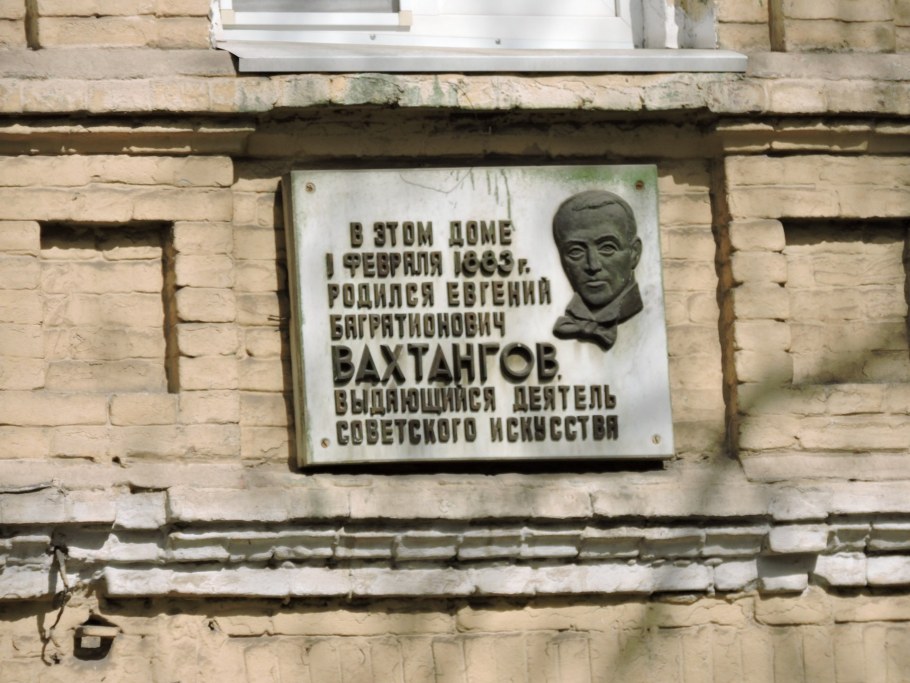 В ЭТОМ ДОМЕ
1 ФЕВРАЛЯ 1883 г.
РОДИЛСЯ ЕВГЕНИЙ
БАГРАТИОНОВИЧ
ВАХТАНГОВ,
ВЫДАЮЩИЙСЯ ДЕЯТЕЛЬ
СОВЕТСКОГО ИСКУССТВА